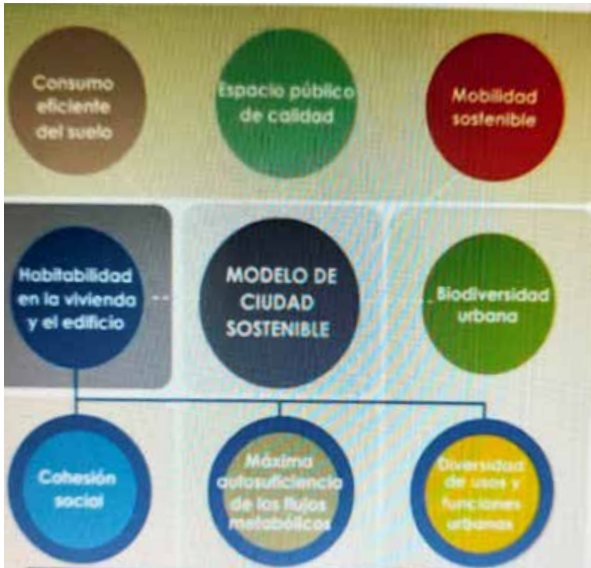 Consumo
eficiente
del suelo
Espacio público
de calidad
Mobilidad
sostenible
Habitabilidad
en la vivienda
y el edificio
MODELO DE
CIUDAD
SOSTENIBLE
Biodiversidad
urbana
Cohesión
social
Máxima
autosuficiencia
de los flujos
metabólicos
Diversidad
de usos y
funciones
urbanas